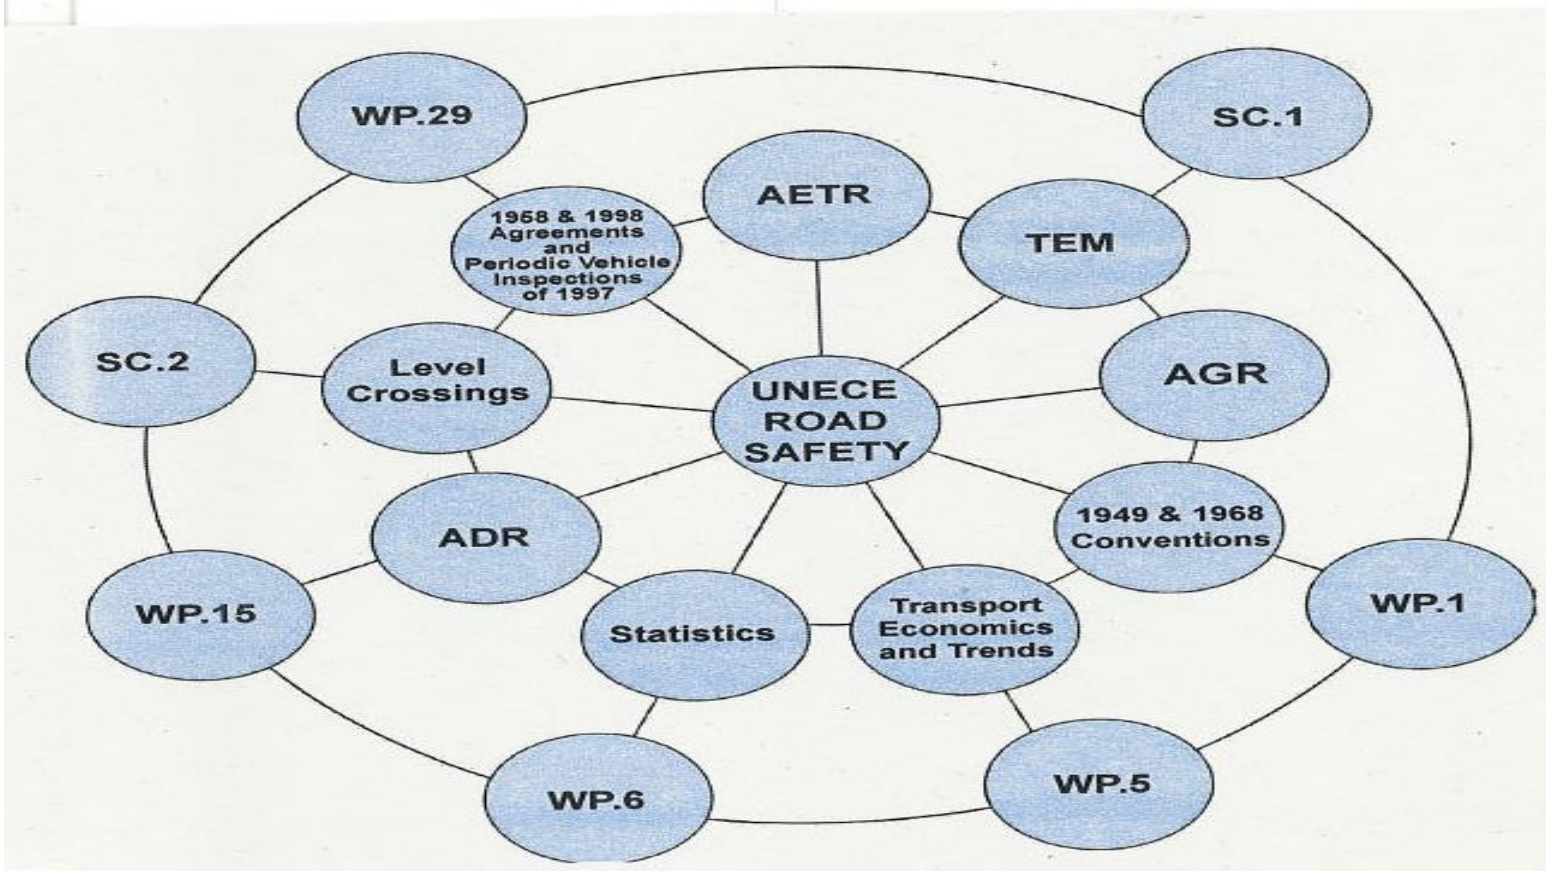 WP.29
SC.1
AETR
1958 & 1998
Agreements
and
Periodic Vehicle
Inspections
of 1997
TEM
SC.2
Level
Crossings
UNECE
ROAD
SAFETY
AGR
1949 & 1968
Conventions
ADR
WP.15
WP.1
Statistics
Transport
Economics
and Trends
WP.6
WP.5